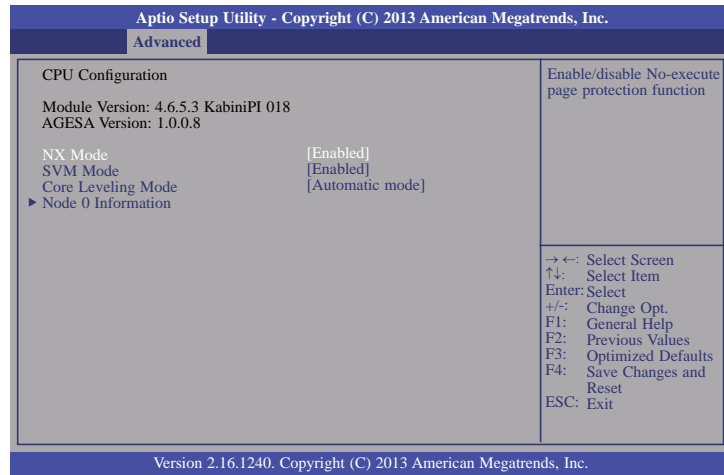 Aptio Setup Utility - Copyright (C) 2013 American Megatrends, Inc.
Advanced
CPU Configuration
Module Version: 4.6.5.3 KabiniPI 018
AGESA Version: 1.0.0.8
NX Mode [Enabled]
SVM Mode [Enabled]
Core Leveling Mode [Automatic mode]
▶ Node 0 Information
Enable/disable No-execute
page protection function
→ ←: Select Screen
↑↓: Select Item
Enter: Select
+/-: Change Opt.
F1: General Help
F2: Previous Values
F3: Optimized Defaults
F4: Save Changes and
Reset
ESC: Exit
Version 2.16.1240. Copyright (C) 2013 American Megatrends, Inc.